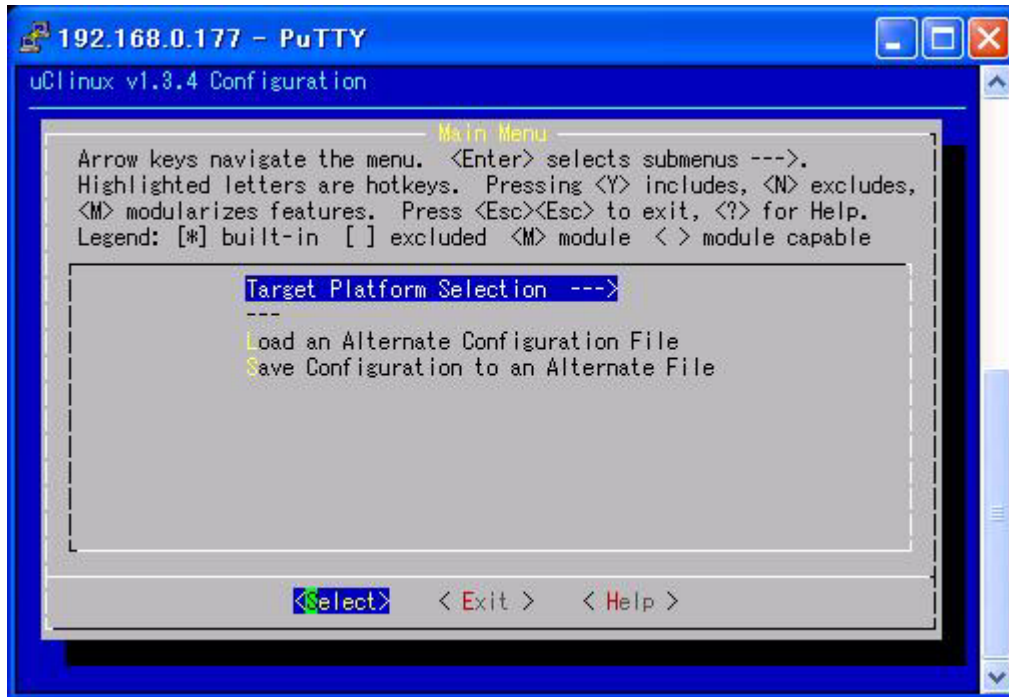 192.168.0.177 - PuTTY
uClinux v1.3.4 Configuration
Main Menu
Arrow keys navigate the menu.  <Enter> selects submenus --->.
Highlighted letters are hotkeys.  Pressing <Y> includes, <N> excludes,
<M> modularizes features.  Press <Esc><Esc> to exit, <?> for Help.
Legend: [*] built-in  [ ] excluded  <M> module  < > module capable
Target Platform Selection  --->
---
Load an Alternate Configuration File
Save Configuration to an Alternate File
<Select>    < Exit >    < Help >